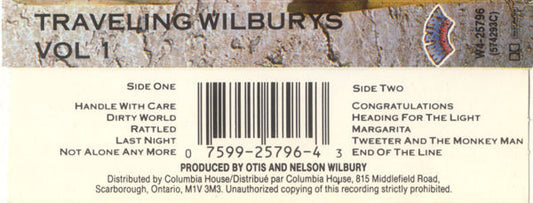 TRAVELING WILBURYS
VOL 1
W4-25796
(574293C)
SIDE ONE
HANDLE WITH CARE
DIRTY WORLD
RATTLED
LAST NIGHT
NOT ALONE ANY MORE
0 7599-25796-4 3
SIDE TWO
CONGRATULATIONS
HEADING FOR THE LIGHT
MARGARITA
TWEETER AND THE MONKEY MAN
END OF THE LINE
PRODUCED BY OTIS AND NELSON WILBURY
Distributed by Columbia House/Distribué par Columbia House, 815 Middlefield Road,
Scarborough, Ontario, M1V 3M3. Unauthorized copying of this recording strictly prohibited.